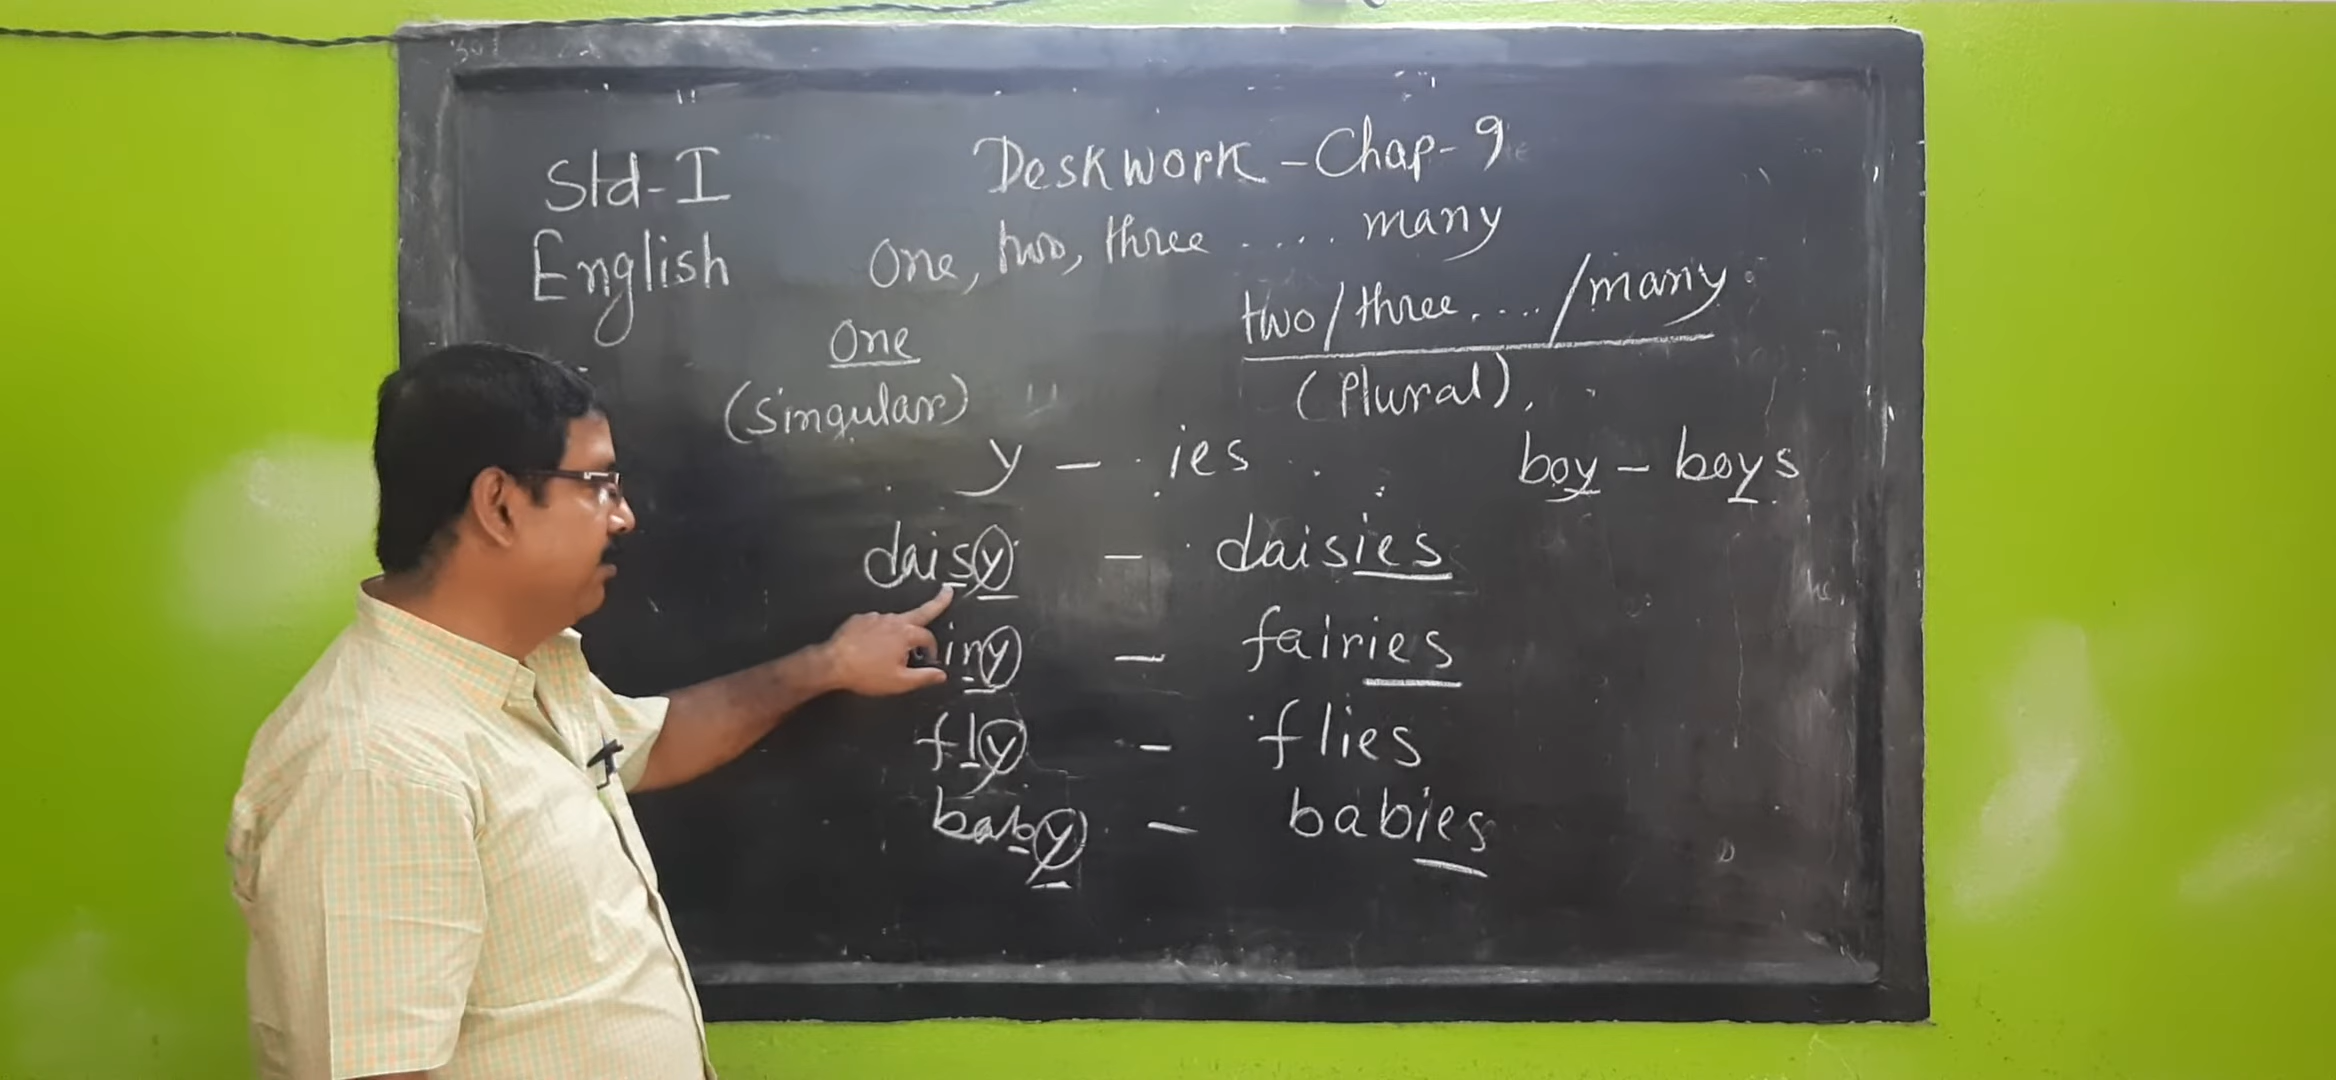 Std-I
English
Deskwork - Chap-9
One, two, three ..... many
One
(Singular)
two/three...../many
(Plural).
y - ies
boy - boys
daisy - daisies
- fairies
fly - flies
baby - babies